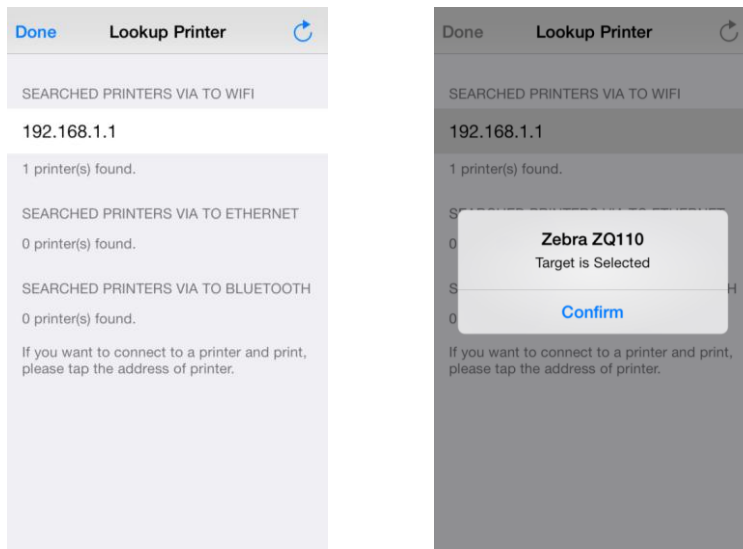 Done
Lookup Printer
SEARCHED PRINTERS VIA TO WIFI
192.168.1.1
1 printer(s) found.
SEARCHED PRINTERS VIA TO ETHERNET
0 printer(s) found.
SEARCHED PRINTERS VIA TO BLUETOOTH
0 printer(s) found.
If you want to connect to a printer and print,
please tap the address of printer.
Done
Lookup Printer
SEARCHED PRINTERS VIA TO WIFI
192.168.1.1
1 printer(s) found.
Zebra ZQ110
Target is Selected
Confirm
If you want to connect to a printer and print,
please tap the address of printer.